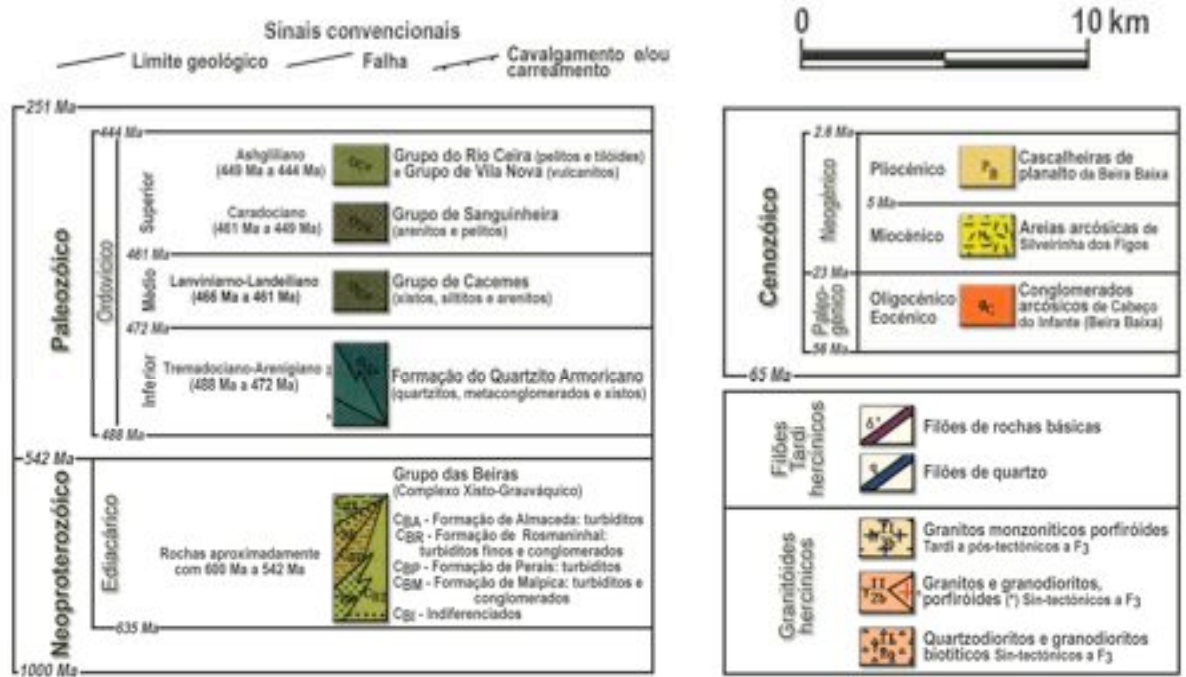 Sinais convencionais
Limite geológico
Falha
Cavalgamento e/ou
carreamento
0
10 km
251 Ma
Paleozóico
Ordovícico
444 Ma
Superior
Ashgiliano
(449 Ma a 444 Ma)
Grupo do Rio Ceira (pelitos e tilóides)
e Grupo de Vila Nova (vulcanitos)
Caradociano
(461 Ma a 449 Ma)
Grupo de Sanguinheira
(arenitos e pelitos)
461 Ma
Médio
Lanviniamo-Landeiliano
(466 Ma a 461 Ma)
Grupo de Cacemes
(xistos, siltitos e arenitos)
472 Ma
Inferior
Tremadociano-Arenigiano
(488 Ma a 472 Ma)
Formação do Quartzito Armoricano
(quartzitos, metaconglomerados e xistos)
488 Ma
542 Ma
Neoproterozóico
Ediacárico
Rochas aproximadamente
com 600 Ma a 542 Ma
Grupo das Beiras
(Complexo Xisto-Grauváquico)
CBA - Formação de Almaceda: turbiditos
CBR - Formação de Rosmaninhal:
turbiditos finos e conglomerados
CBP - Formação de Perais: turbiditos
CBM - Formação de Malpica: turbiditos e
conglomerados
CBI - Indiferenciados
635 Ma
1000 Ma
Cenozóico
2.6 Ma
Neogénico
Pliocénico
PB
Cascalheiras de
planalto da Beira Baixa
5 Ma
Miocénico
Areias arcósicas de
Silveirinha dos Figos
23 Ma
Paleo-
génico
Oligocénico
Eocénico
Conglomerados
arcósicos de Cabeço
do Infante (Beira Baixa)
56 Ma
65 Ma
Filões
Tardi
hercínicos
Filões de rochas básicas
Filões de quartzo
Granitóides
hercínicos
Granitos monzoníticos porfiróides
Tardi a pós-tectónicos a F3
Granitos e granodioritos,
porfiróides (*) Sin-tectónicos a F3
Quartzodioritos e granodioritos
biotíticos Sin-tectónicos a F3